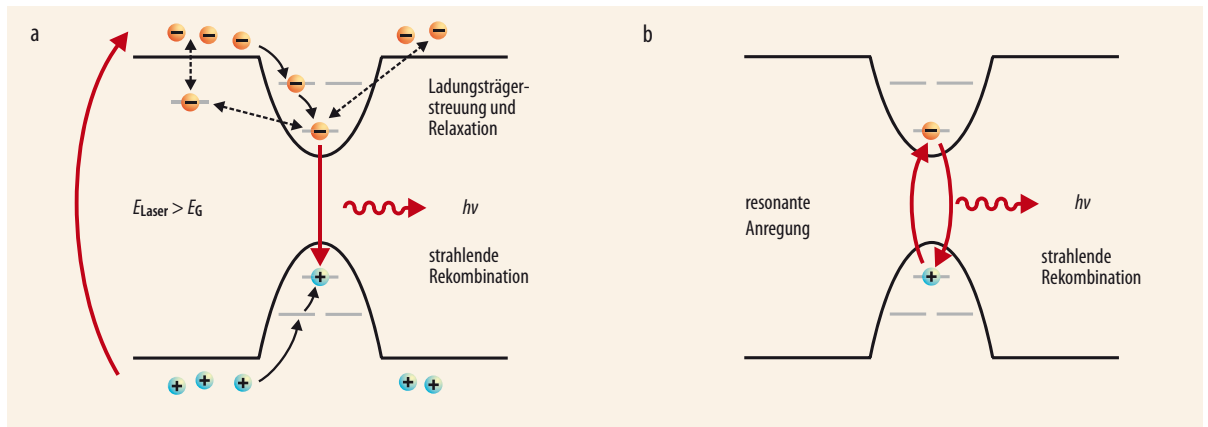 a
Ladungsträger-
streuung und
Relaxation
E_Laser > E_G
hν
strahlende
Rekombination
b
resonante
Anregung
hν
strahlende
Rekombination